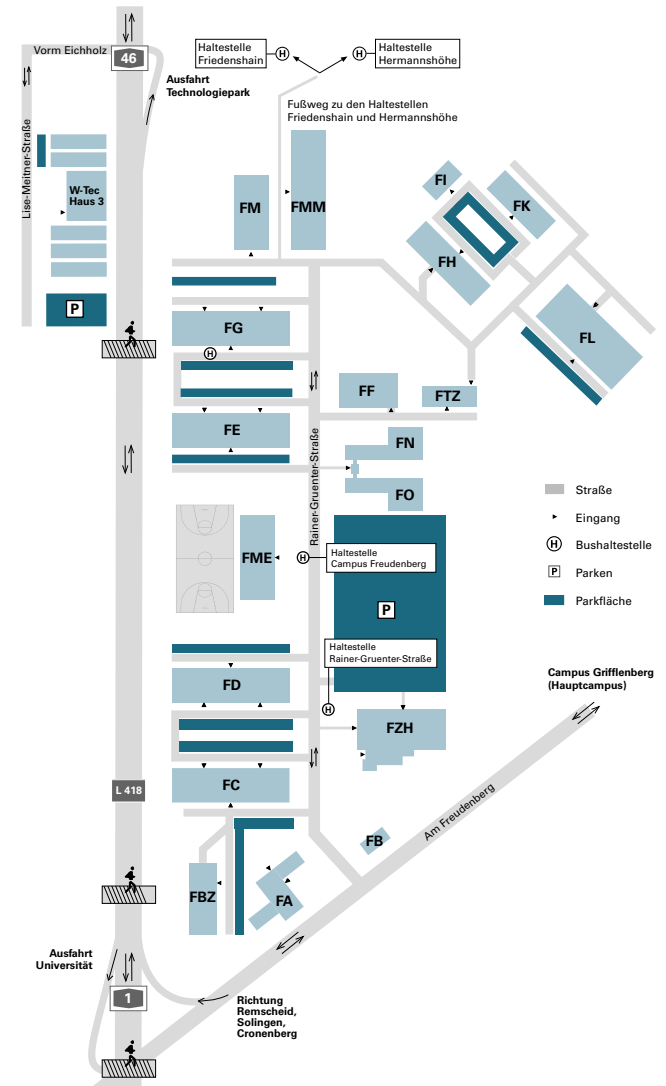 Vorm Eichholz
46
Haltestelle
Friedenshain
H
H
Haltestelle
Hermannshöhe
Ausfahrt
Technologiepark
Fußweg zu den Haltestellen
Friedenshain und Hermannshöhe
Lise-Meitner-Straße
W-Tec
Haus 3
P
FM
FMM
FI
FK
FH
FL
FG
H
FF
FTZ
FE
FN
FO
Rainer-Gruenter-Straße
Straße
Eingang
H
Bushaltestelle
P
Parken
Parkfläche
FME
H
Haltestelle
Campus Freudenberg
P
Haltestelle
Rainer-Gruenter-Straße
H
FD
FZH
Campus Grifflenberg
(Hauptcampus)
L 418
FC
Am Freudenberg
FB
FBZ
FA
Ausfahrt
Universität
1
Richtung
Remscheid,
Solingen,
Cronenberg